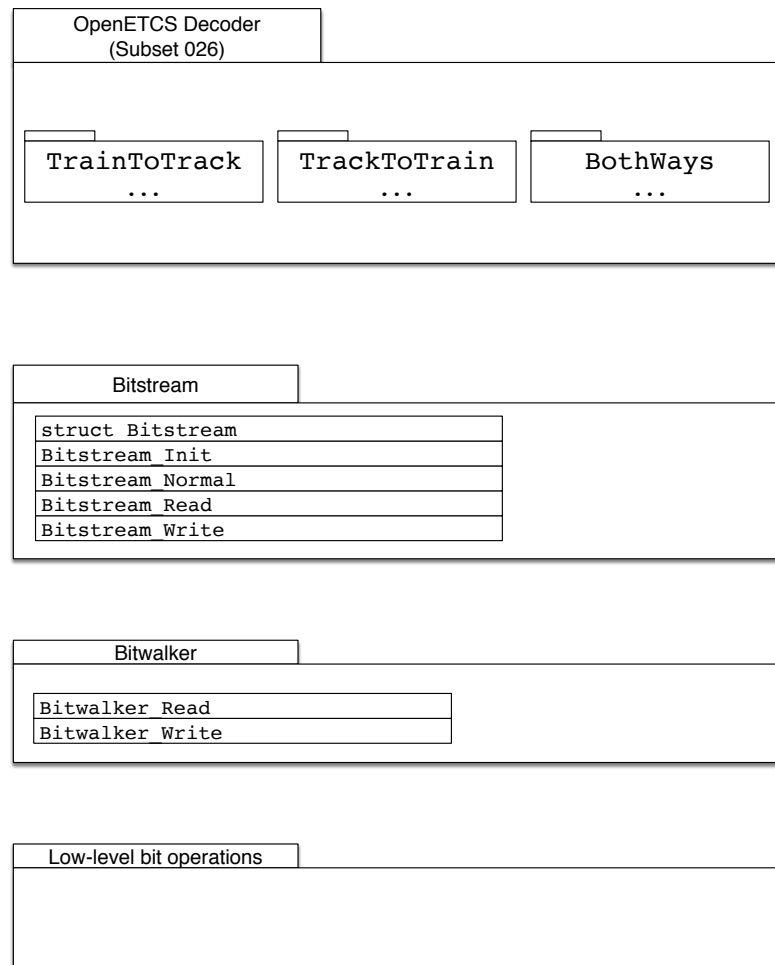 OpenETCS Decoder
(Subset 026)
TrainToTrack
...
TrackToTrain
...
BothWays
...
Bitstream
struct Bitstream
Bitstream_Init
Bitstream_Normal
Bitstream_Read
Bitstream_Write
Bitwalker
Bitwalker_Read
Bitwalker_Write
Low-level bit operations